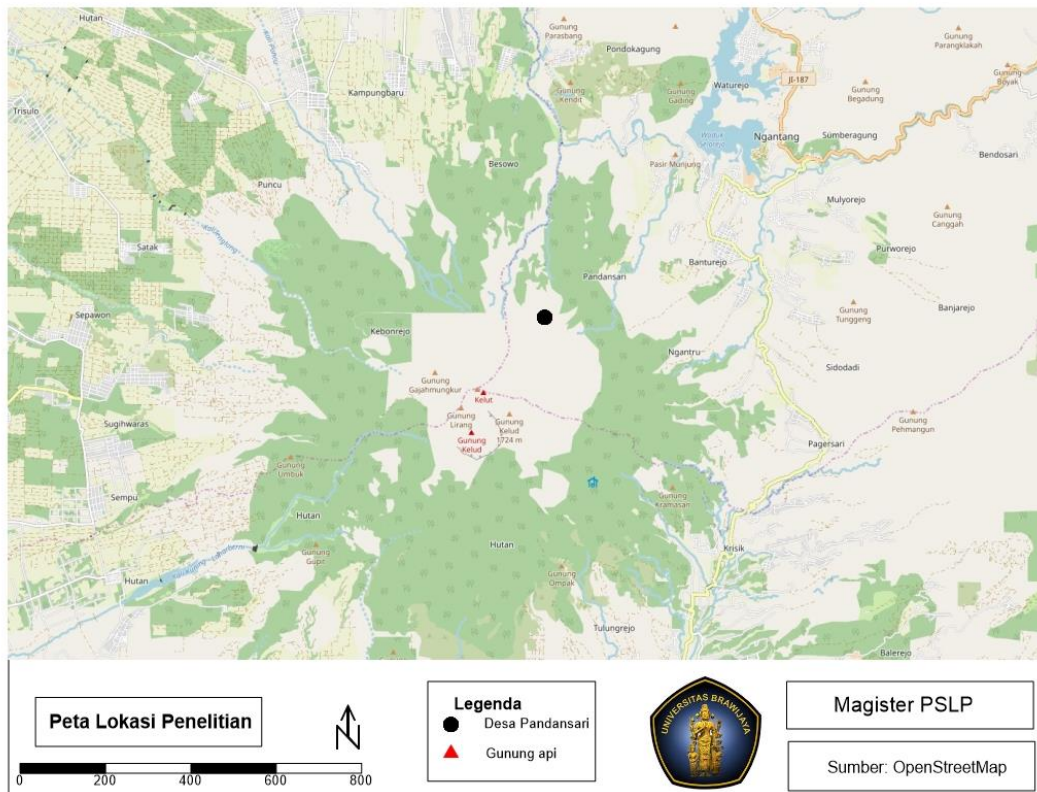 Hutan
Gunung
Parasbang
Pondokagung
Gunung
Parangklakah
Gunung
Kendit
Gunung
Gading
Waturejo
Jl-187
Gunung
Begadung
Gunung
Boyak
Kampungbaru
Trisulo
Ngantang
Sumberagung
Bendosari
Besowo
Pasir Munjung
Puncu
Mulyorejo
Gunung
Canggah
Satak
Purworejo
Banturejo
Pandansari
Sepawon
Gunung
Tunggeng
Banjarejo
Kebonrejo
Ngantru
Sidodadi
Gunung
Gajahmungkur
Kelut
Gunung
Lirang
Gunung
Kelud
1724 m
Gunung
Kelud
Gunung
Pehmangun
Sugihwaras
Pagersari
Gunung
Umbuk
Sempu
Gunung
Kramasan
Hutan
Hutan
Gunung
Gupit
Krisik
Hutan
Gunung
Ompak
Tulungrejo
Balerejo
Peta Lokasi Penelitian
N
0 200 400 600 800
Legenda
Desa Pandansari
Gunung api
UNIVERSITAS BRAWIJAYA
Magister PSLP
Sumber: OpenStreetMap